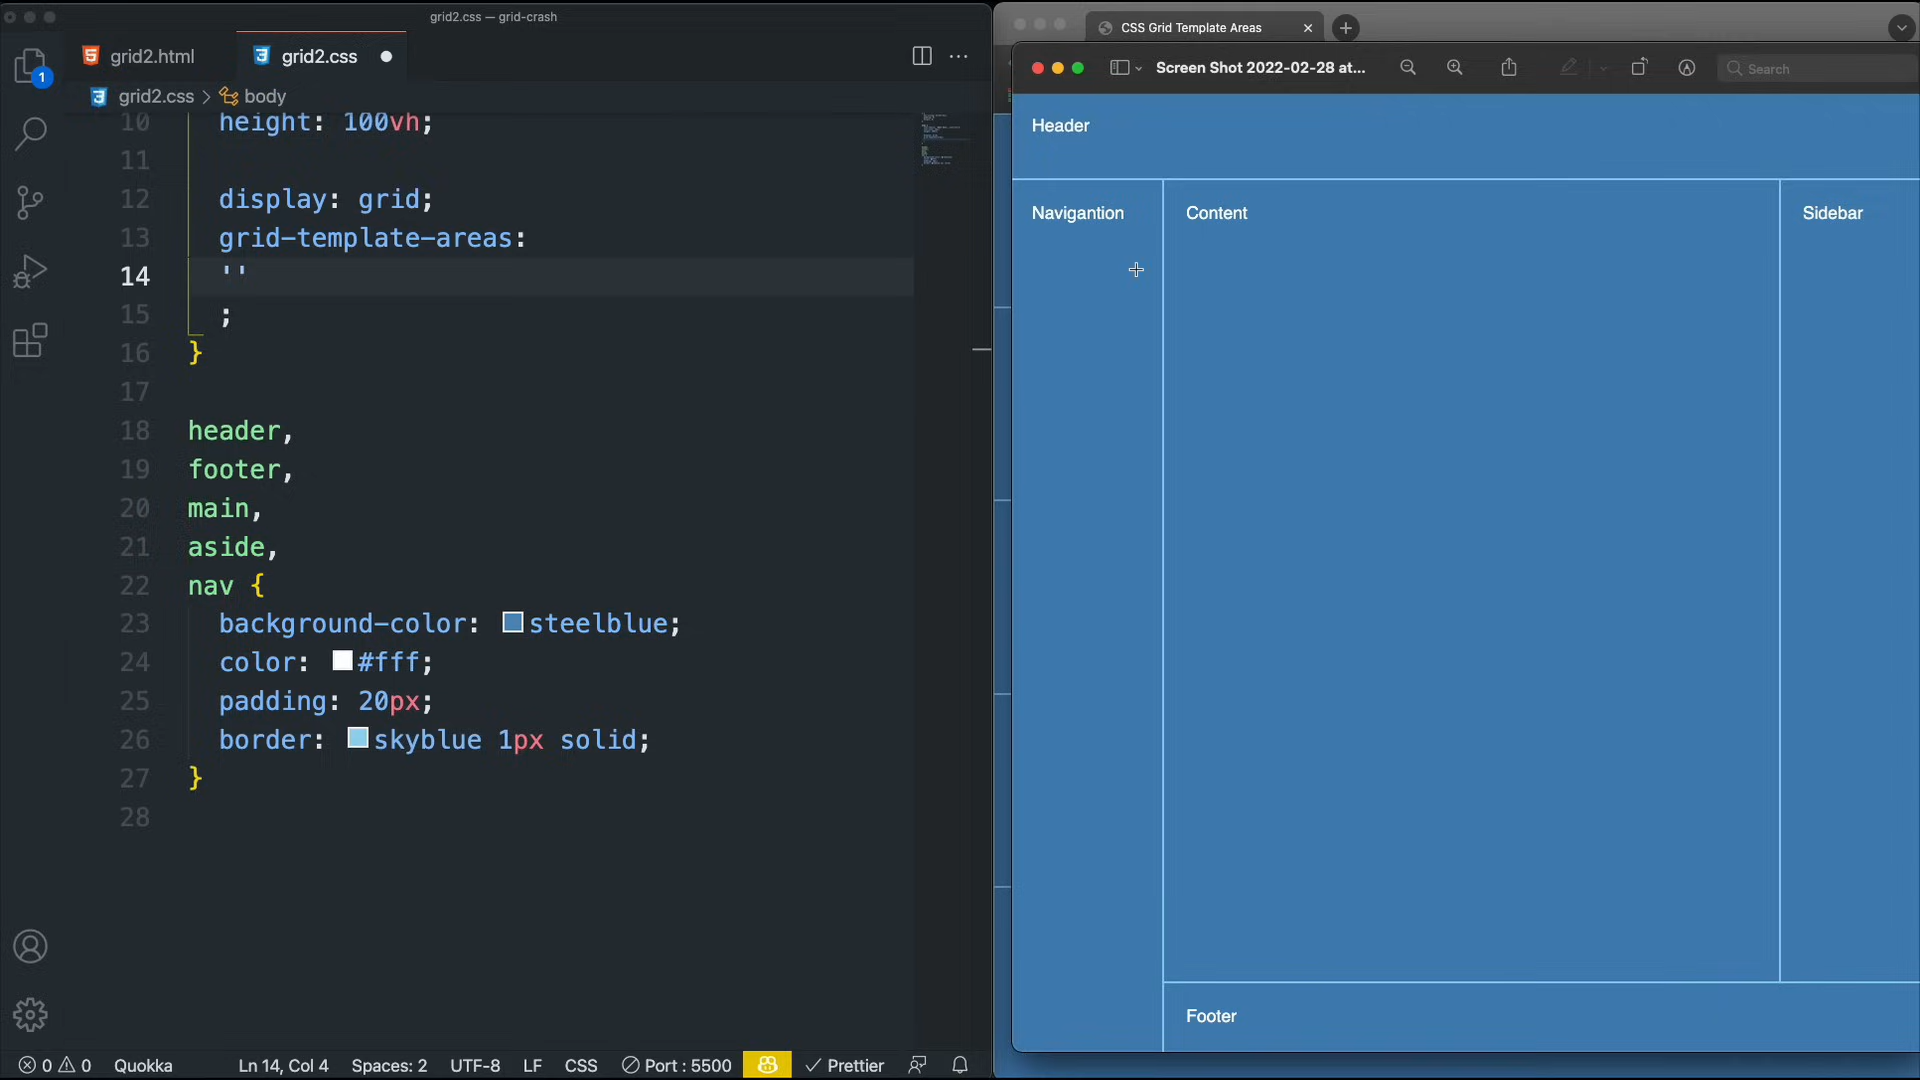 grid2.css — grid-crash
grid2.html
grid2.css
grid2.css > body
1
10 height: 100vh;
11
12 display: grid;
13 grid-template-areas:
14 ''
15 ;
16 }
17
18 header,
19 footer,
20 main,
21 aside,
22 nav {
23 background-color: steelblue;
24 color: #fff;
25 padding: 20px;
26 border: skyblue 1px solid;
27 }
28
0 0 Quokka Ln 14, Col 4 Spaces: 2 UTF-8 LF CSS Port : 5500 Prettier
CSS Grid Template Areas
Screen Shot 2022-02-28 at...
Search
Header
Navigantion
Content
Sidebar
Footer